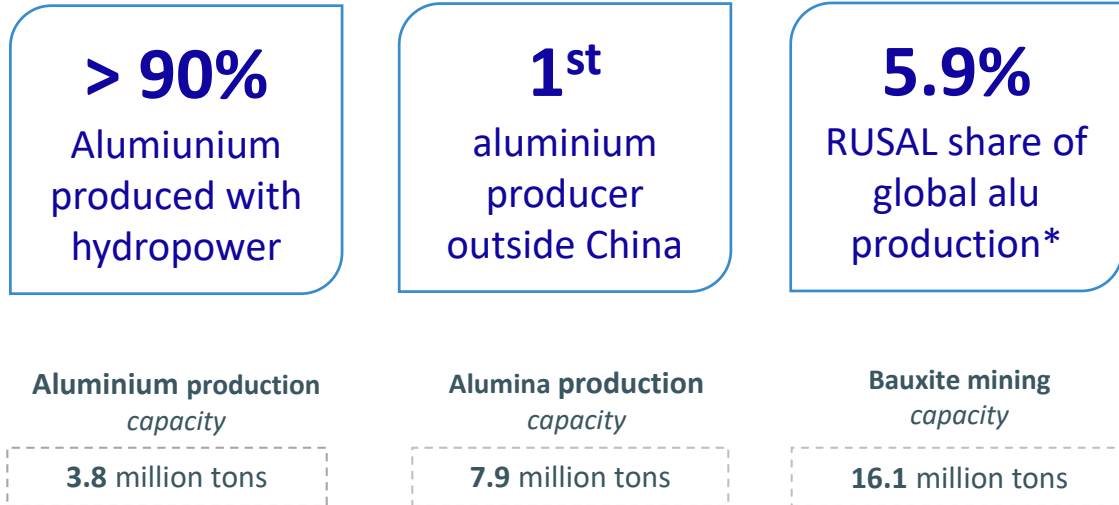 > 90%
Alumiunium
produced with
hydropower
1st
aluminium
producer
outside China
5.9%
RUSAL share of
global alu
production*
Aluminium production
capacity
3.8 million tons
Alumina production
capacity
7.9 million tons
Bauxite mining
capacity
16.1 million tons